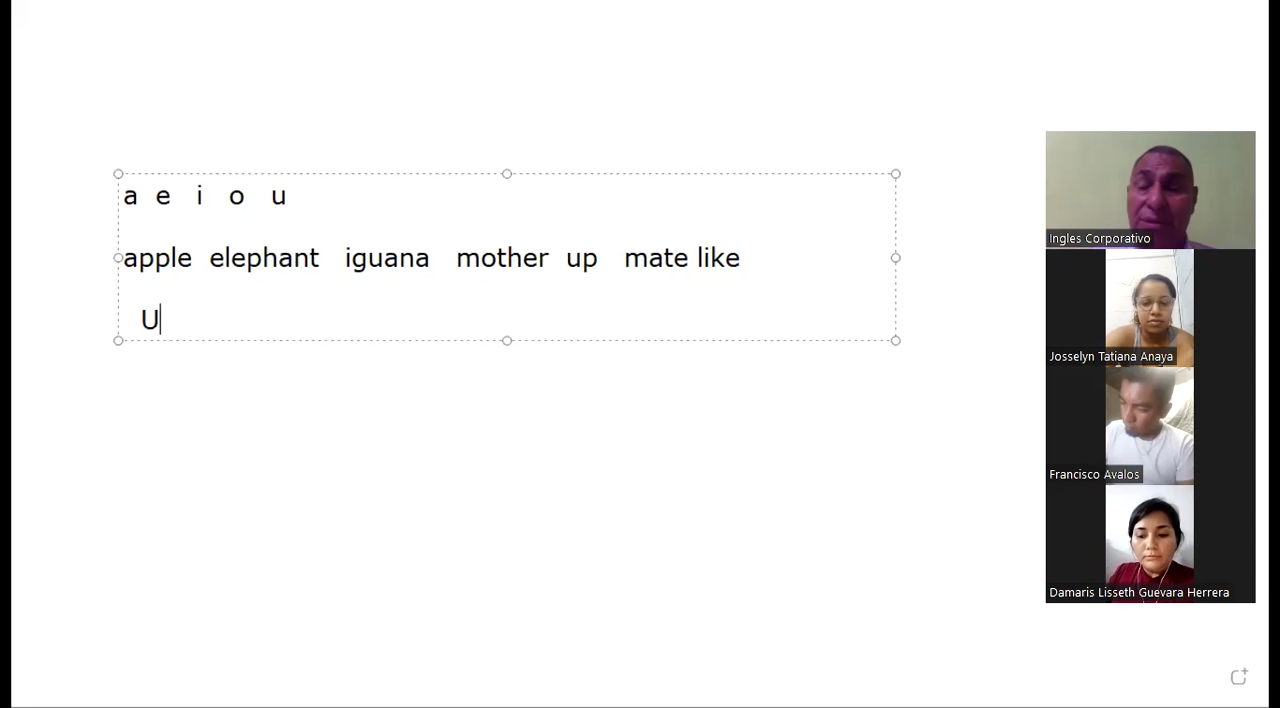 a e i o u
apple elephant iguana mother up mate like
U
Ingles Corporativo
Josselyn Tatiana Anaya
Francisco Avalos
Damaris Lisseth Guevara Herrera